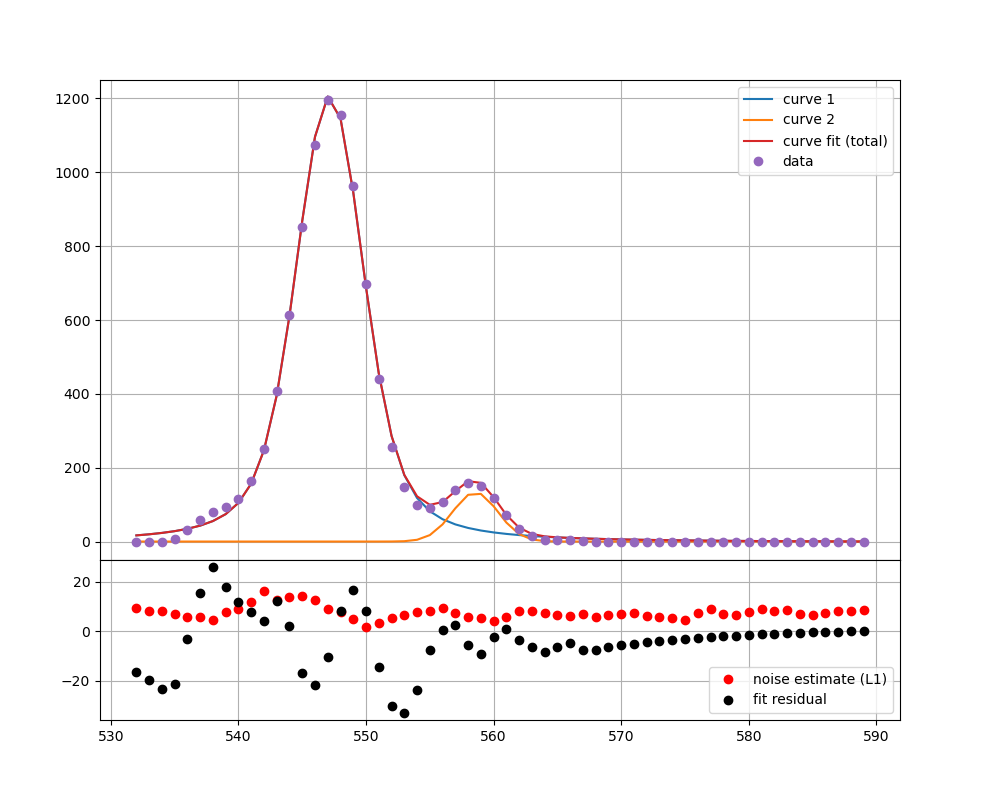 1200
1000
800
600
400
200
0
curve 1
curve 2
curve fit (total)
data
20
0
−20
noise estimate (L1)
fit residual
530 540 550 560 570 580 590